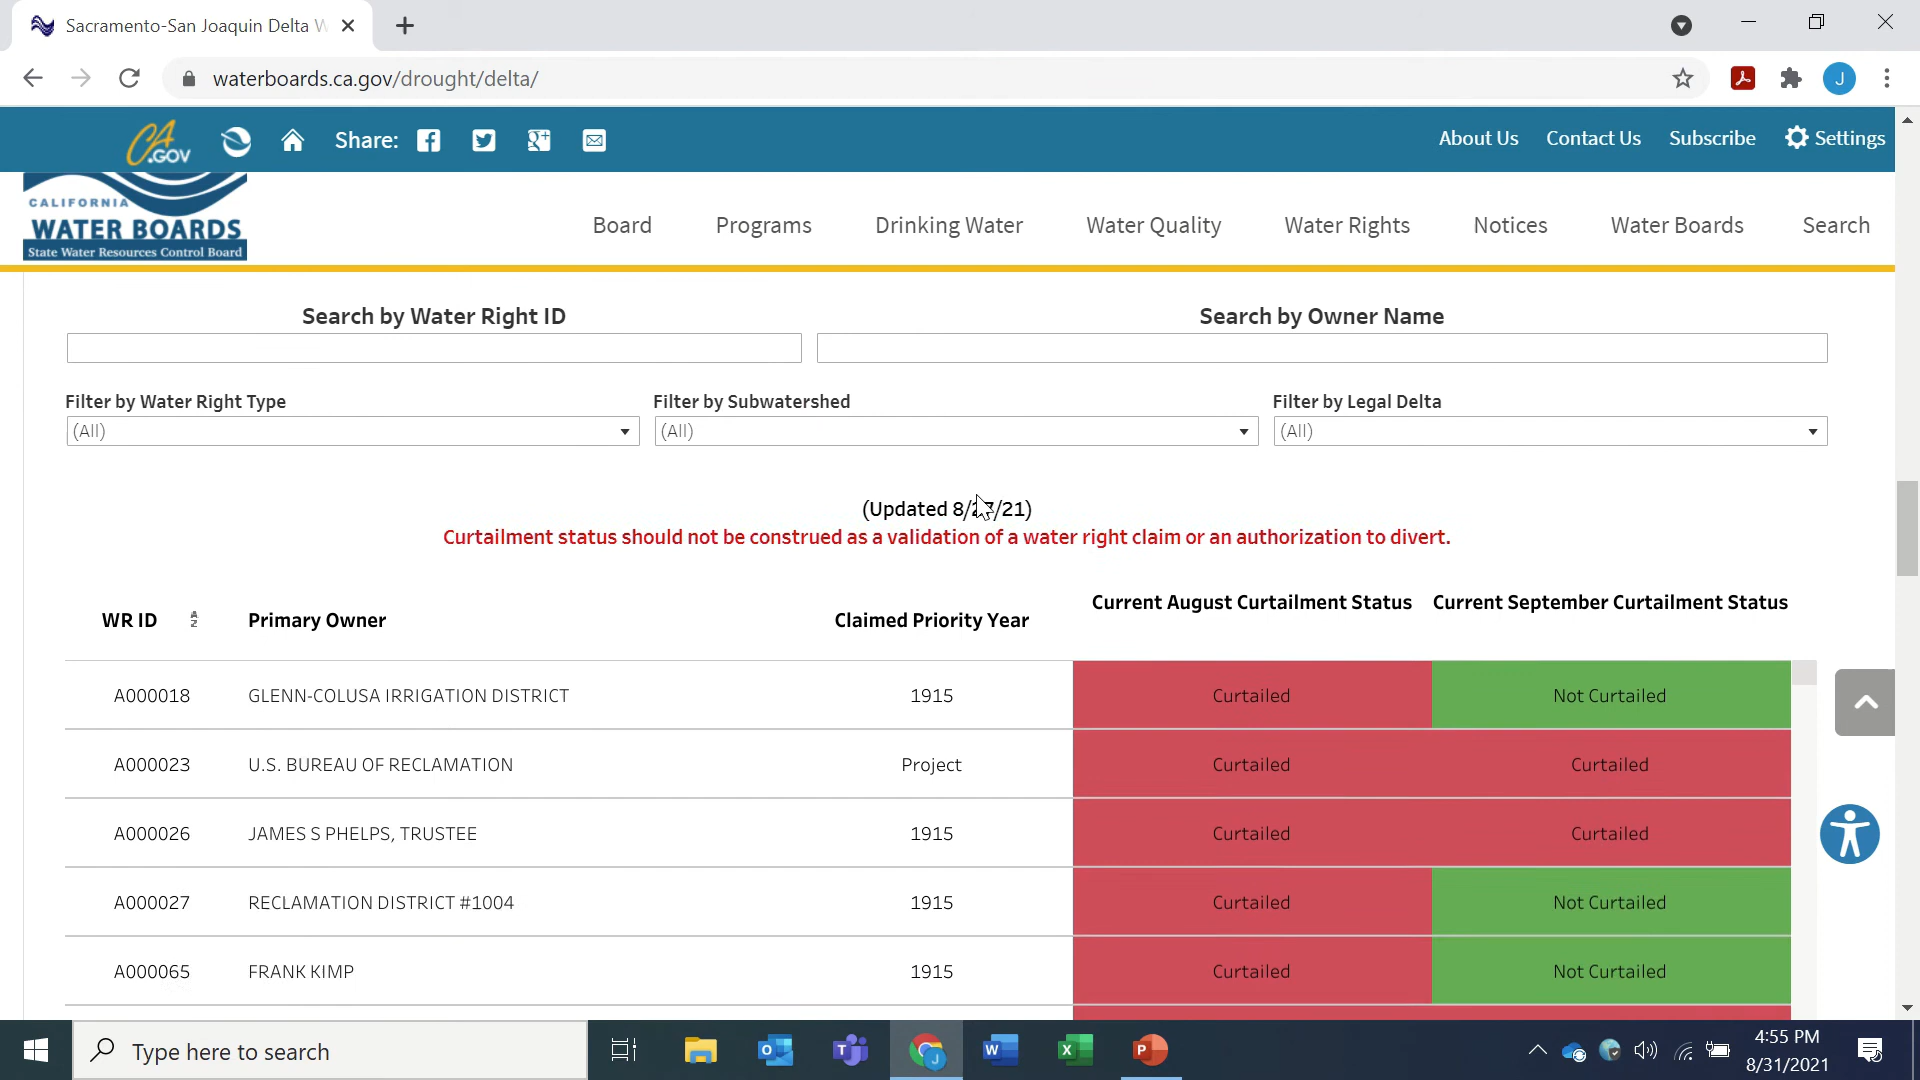 Sacramento-San Joaquin Delta W
waterboards.ca.gov/drought/delta/
J
CA
.GOV
Share:
About Us
Contact Us
Subscribe
Settings
CALIFORNIA
WATER BOARDS
State Water Resources Control Board
Board
Programs
Drinking Water
Water Quality
Water Rights
Notices
Water Boards
Search
Search by Water Right ID
Search by Owner Name
Filter by Water Right Type
Filter by Subwatershed
Filter by Legal Delta
(All)
(All)
(All)
(Updated 8/ /21)
Curtailment status should not be construed as a validation of a water right claim or an authorization to divert.
WR ID
Primary Owner
Claimed Priority Year
Current August Curtailment Status
Current September Curtailment Status
A000018 GLENN-COLUSA IRRIGATION DISTRICT 1915 Curtailed Not Curtailed
A000023 U.S. BUREAU OF RECLAMATION Project Curtailed Curtailed
A000026 JAMES S PHELPS, TRUSTEE 1915 Curtailed Curtailed
A000027 RECLAMATION DISTRICT #1004 1915 Curtailed Not Curtailed
A000065 FRANK KIMP 1915 Curtailed Not Curtailed
Type here to search
4:55 PM
8/31/2021